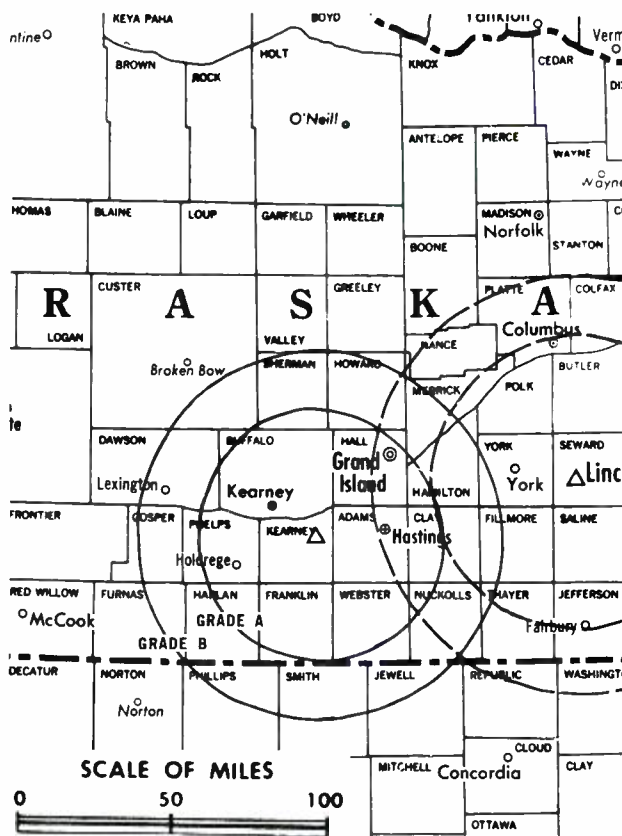 KEYA PAHA BOYD Yankton
ntine Verm
BROWN ROCK HOLT KNOX CEDAR
O'Neill
ANTELOPE PIERCE
WAYNE
Wayne
HOMAS BLAINE LOUP GARFIELD WHEELER MADISON
Norfolk
BOONE STANTON
CUSTER GREELEY PLATTE COLFAX
R A S K A
LOGAN VALLEY NANCE Columbus
Broken Bow SHERMAN HOWARD MERRICK POLK BUTLER
te
DAWSON BUFFALO HALL YORK SEWARD
Grand
Island
Lexington Kearney HAMILTON York Linc
FRONTIER GOSPER PHELPS KEARNEY ADAMS CLAY FILLMORE SALINE
Hastings
Holdrege
RED WILLOW FURNAS HARLAN FRANKLIN WEBSTER NUCKOLLS THAYER JEFFERSON
McCook GRADE A Fairbury
GRADE B
DECATUR NORTON PHILLIPS SMITH JEWELL REPUBLIC WASHINGTON
Norton
CLOUD
SCALE OF MILES MITCHELL Concordia CLAY
0 50 100
OTTAWA